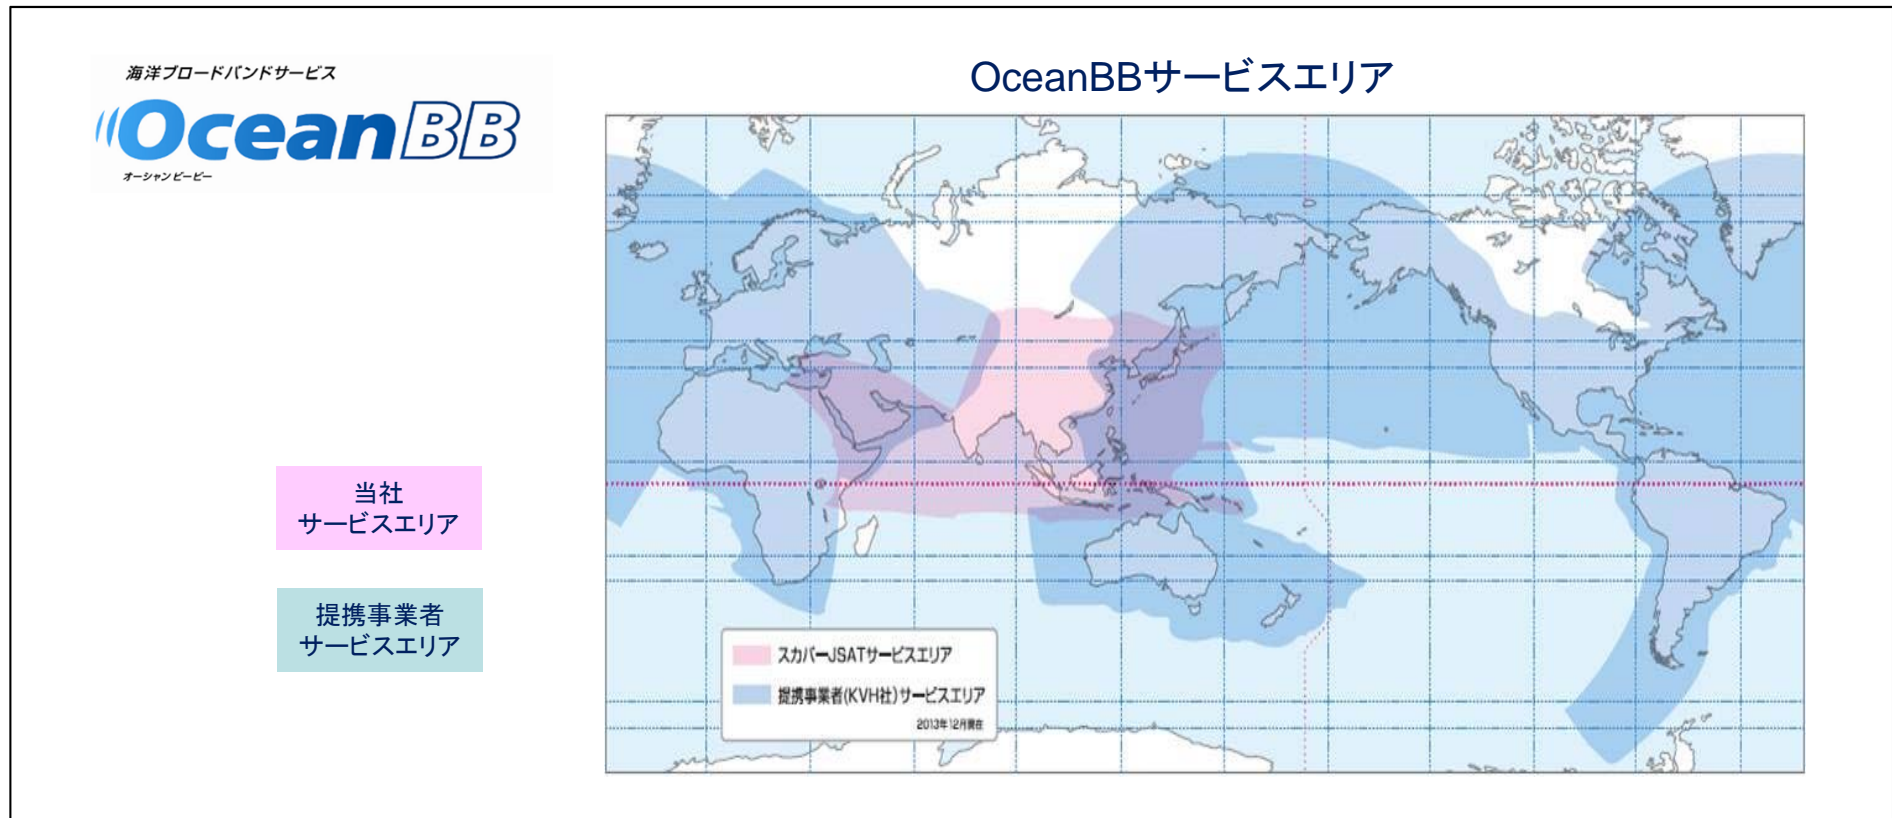 海洋ブロードバンドサービス
OceanBB
オーシャンビービー
OceanBBサービスエリア
当社
サービスエリア
提携事業者
サービスエリア
スカパーJSATサービスエリア
提携事業者(KVH社)サービスエリア
2013年12月現在